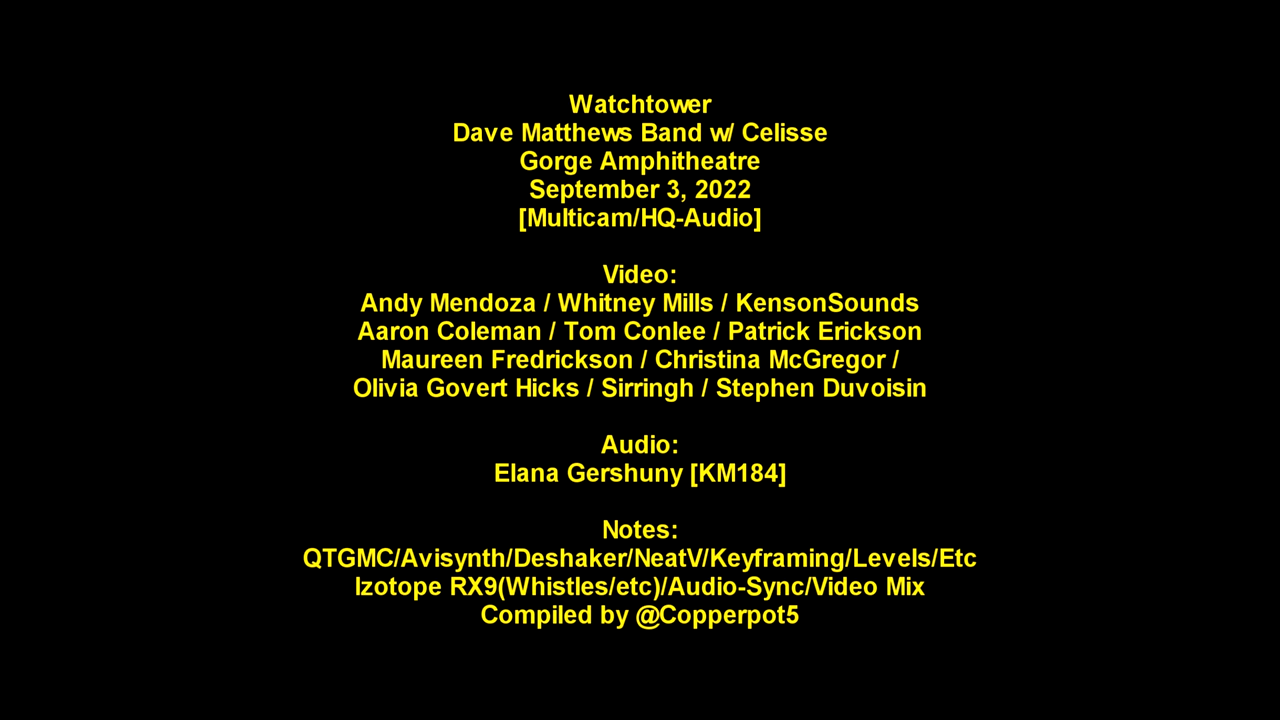 Watchtower
Dave Matthews Band w/ Celisse
Gorge Amphitheatre
September 3, 2022
[Multicam/HQ-Audio]
Video:
Andy Mendoza / Whitney Mills / KensonSounds
Aaron Coleman / Tom Conlee / Patrick Erickson
Maureen Fredrickson / Christina McGregor /
Olivia Govert Hicks / Sirringh / Stephen Duvoisin
Audio:
Elana Gershuny [KM184]
Notes:
QTGMC/Avisynth/Deshaker/NeatV/Keyframing/Levels/Etc
Izotope RX9(Whistles/etc)/Audio-Sync/Video Mix
Compiled by @Copperpot5